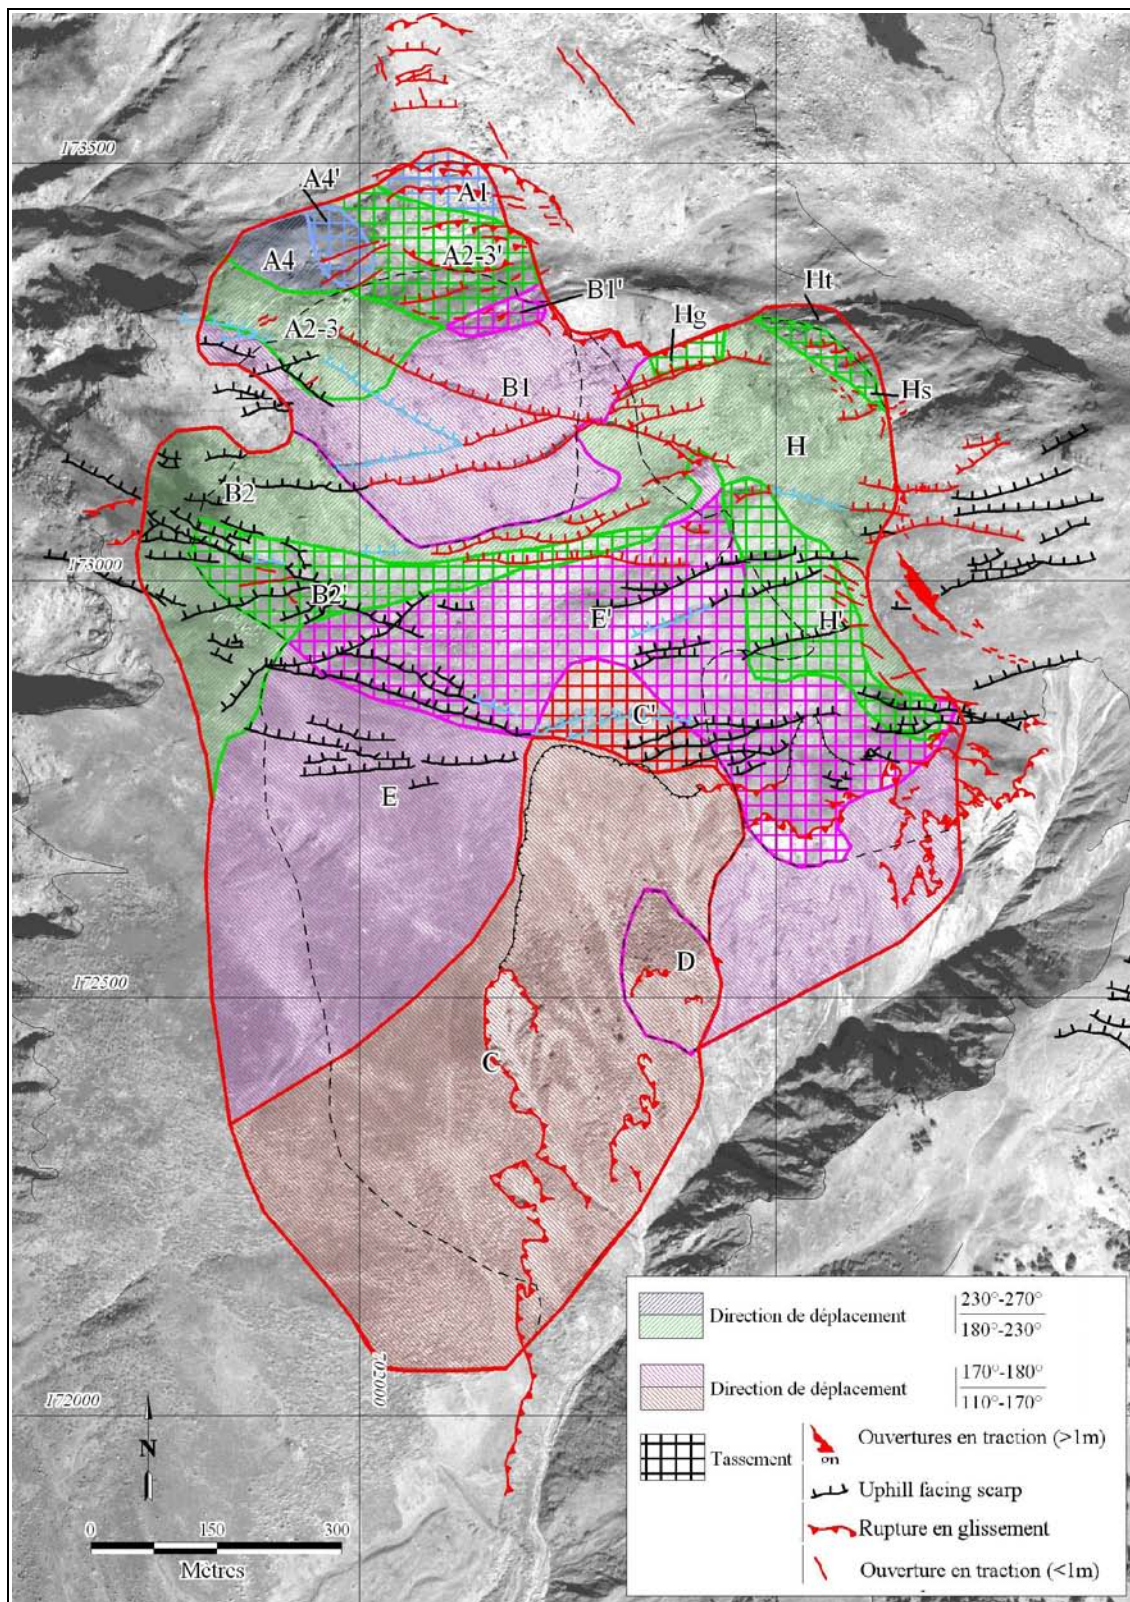 173500
A4'
A1
A4
A2-3'
B1'
Ht
A2-3
Hg
Hs
B1
H
B2
173000
B2'
E'
H'
C'
E
D
172500
C
172000
702000
N
0 150 300
Mètres
Direction de déplacement 230°-270°
180°-230°
Direction de déplacement 170°-180°
110°-170°
Tassement
Ouvertures en traction (>1m)
Uphill facing scarp
Rupture en glissement
Ouverture en traction (<1m)